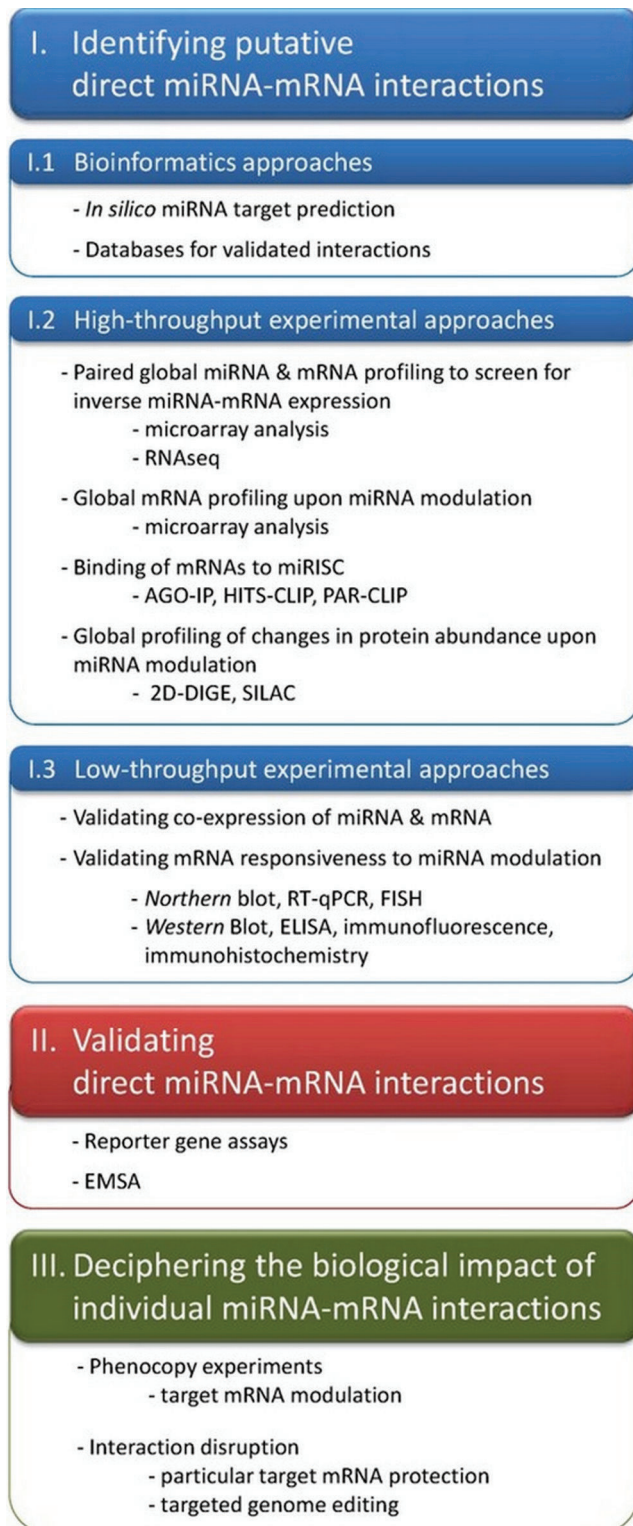 I. Identifying putative
direct miRNA-mRNA interactions
I.1 Bioinformatics approaches
- In silico miRNA target prediction
- Databases for validated interactions
I.2 High-throughput experimental approaches
- Paired global miRNA & mRNA profiling to screen for
inverse miRNA-mRNA expression
- microarray analysis
- RNAseq
- Global mRNA profiling upon miRNA modulation
- microarray analysis
- Binding of mRNAs to miRISC
- AGO-IP, HITS-CLIP, PAR-CLIP
- Global profiling of changes in protein abundance upon
miRNA modulation
- 2D-DIGE, SILAC
I.3 Low-throughput experimental approaches
- Validating co-expression of miRNA & mRNA
- Validating mRNA responsiveness to miRNA modulation
- Northern blot, RT-qPCR, FISH
- Western Blot, ELISA, immunofluorescence,
immunohistochemistry
II. Validating
direct miRNA-mRNA interactions
- Reporter gene assays
- EMSA
III. Deciphering the biological impact of
individual miRNA-mRNA interactions
- Phenocopy experiments
- target mRNA modulation
- Interaction disruption
- particular target mRNA protection
- targeted genome editing